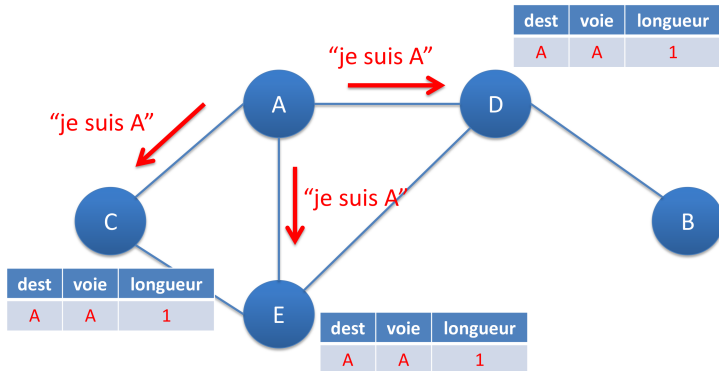 dest voie longueur
A A 1
“je suis A”
A
D
“je suis A”
“je suis A”
C
B
dest voie longueur
A A 1
E
dest voie longueur
A A 1